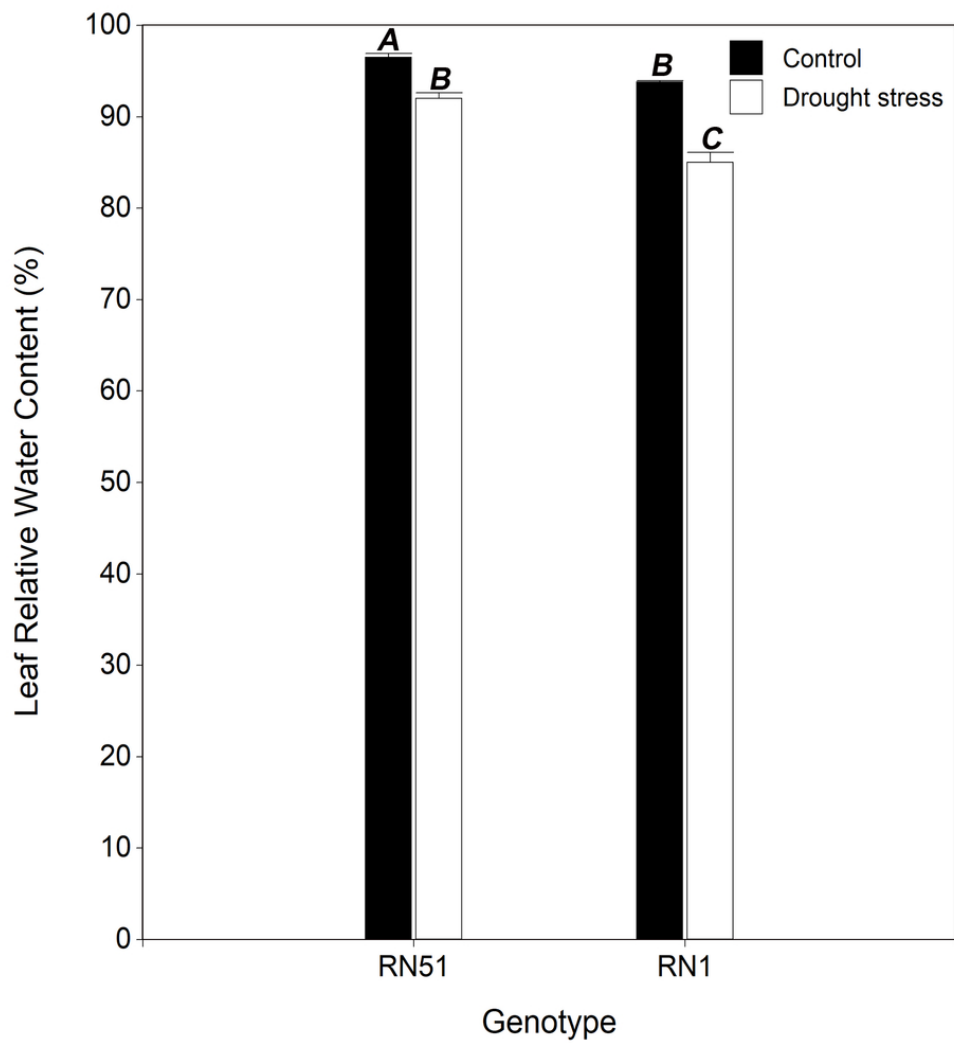 Leaf Relative Water Content (%)
100
90
80
70
60
50
40
30
20
10
0
A
B
B
C
Control
Drought stress
RN51
RN1
Genotype